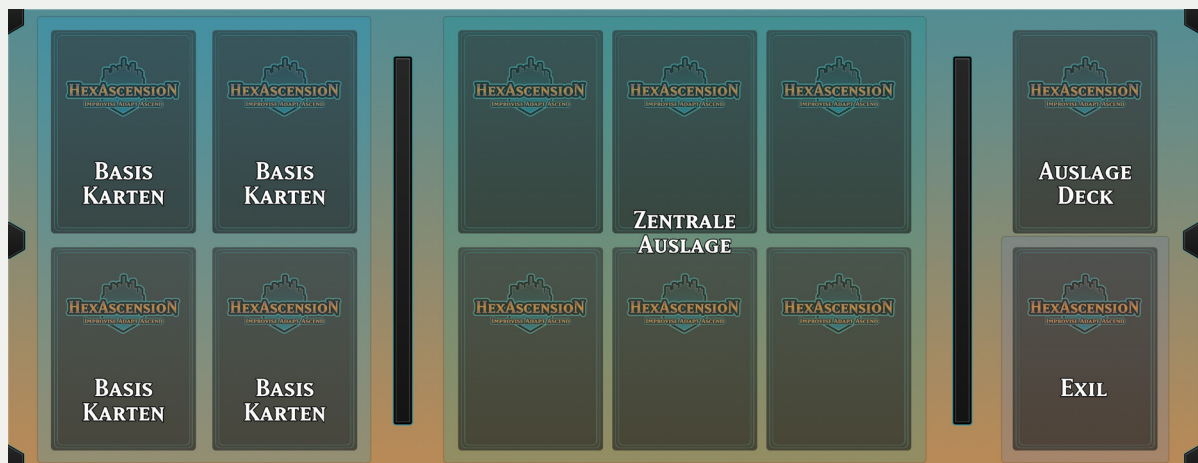 HexAscension
Improvise Adapt Ascend
Basis
Karten
HexAscension
Improvise Adapt Ascend
Basis
Karten
HexAscension
Improvise Adapt Ascend
HexAscension
Improvise Adapt Ascend
HexAscension
Improvise Adapt Ascend
Zentrale
Auslage
HexAscension
Improvise Adapt Ascend
Auslage
Deck
HexAscension
Improvise Adapt Ascend
Basis
Karten
HexAscension
Improvise Adapt Ascend
Basis
Karten
HexAscension
Improvise Adapt Ascend
HexAscension
Improvise Adapt Ascend
HexAscension
Improvise Adapt Ascend
HexAscension
Improvise Adapt Ascend
Exil